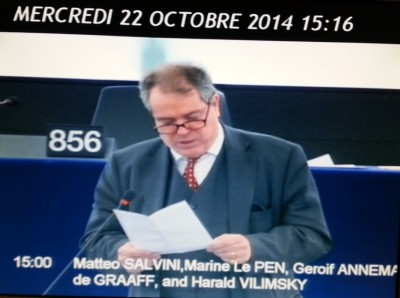 MERCREDI 22 OCTOBRE 2014 15:16
856
15:00 Matteo SALVINI,Marine Le PEN, Geroif ANNEMA
de GRAAFF, and Harald VILIMSKY